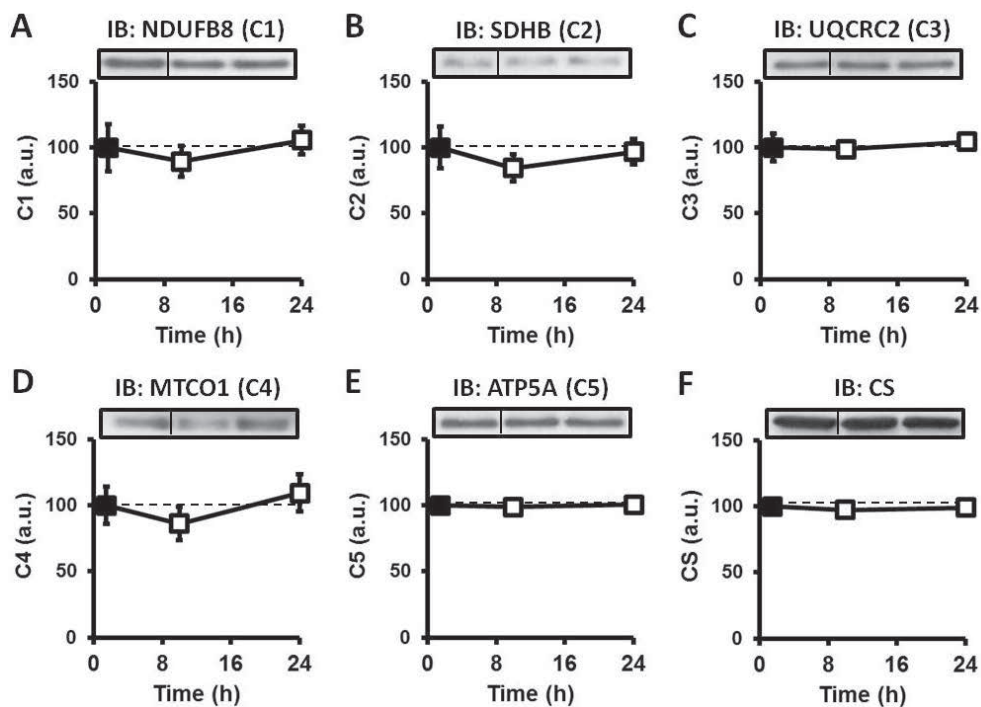 A
IB: NDUFB8 (C1)
150
100
50
0
C1 (a.u.)
0 8 16 24
Time (h)
B
IB: SDHB (C2)
150
100
50
0
C2 (a.u.)
0 8 16 24
Time (h)
C
IB: UQCRC2 (C3)
150
100
50
0
C3 (a.u.)
0 8 16 24
Time (h)
D
IB: MTCO1 (C4)
150
100
50
0
C4 (a.u.)
0 8 16 24
Time (h)
E
IB: ATP5A (C5)
150
100
50
0
C5 (a.u.)
0 8 16 24
Time (h)
F
IB: CS
150
100
50
0
CS (a.u.)
0 8 16 24
Time (h)